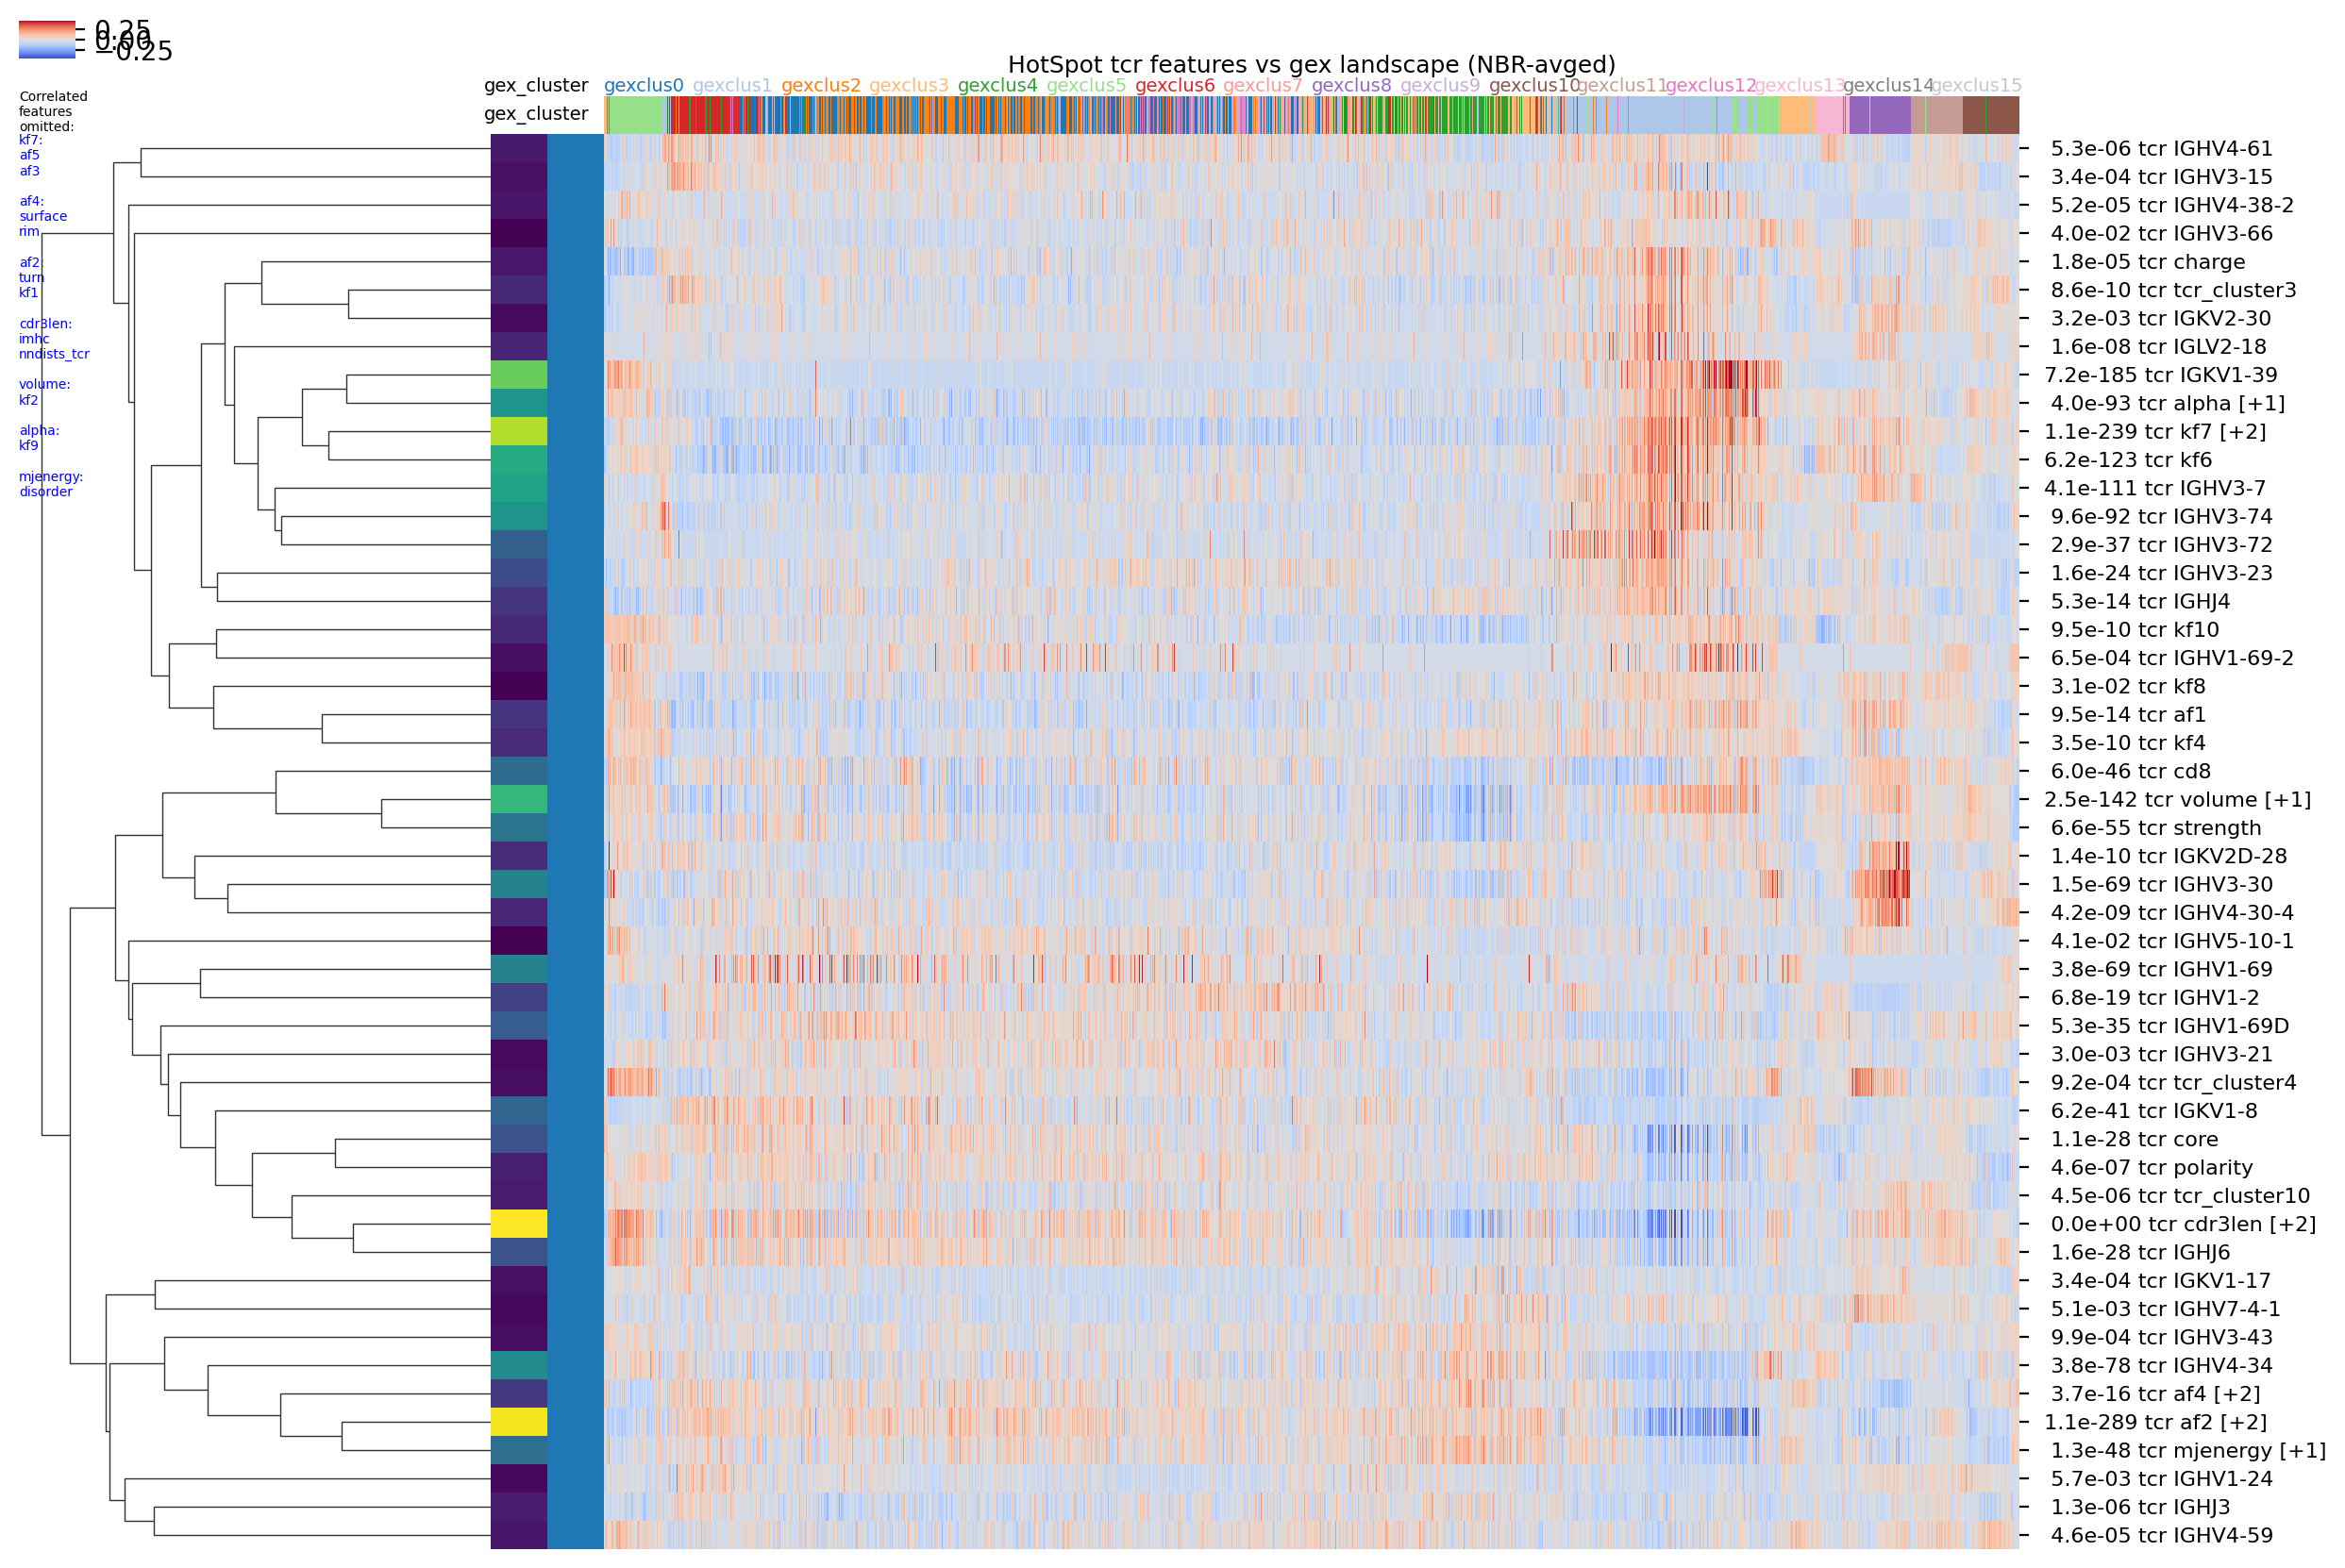 0.25
0.00
−0.25
HotSpot tcr features vs gex landscape (NBR-avged)
gex_cluster gexclus0 gexclus1 gexclus2 gexclus3 gexclus4 gexclus5 gexclus6 gexclus7 gexclus8 gexclus9 gexclus10 gexclus11 gexclus12 gexclus13 gexclus14 gexclus15
gex_cluster
Correlated
features
omitted:
kf7:
af5
af3
af4:
surface
rim
af2:
turn
kf1
cdr3len:
imhc
nndists_tcr
volume:
kf2
alpha:
kf9
mjenergy:
disorder
5.3e-06 tcr IGHV4-61
3.4e-04 tcr IGHV3-15
5.2e-05 tcr IGHV4-38-2
4.0e-02 tcr IGHV3-66
1.8e-05 tcr charge
8.6e-10 tcr tcr_cluster3
3.2e-03 tcr IGKV2-30
1.6e-08 tcr IGLV2-18
7.2e-185 tcr IGKV1-39
4.0e-93 tcr alpha [+1]
1.1e-239 tcr kf7 [+2]
6.2e-123 tcr kf6
4.1e-111 tcr IGHV3-7
9.6e-92 tcr IGHV3-74
2.9e-37 tcr IGHV3-72
1.6e-24 tcr IGHV3-23
5.3e-14 tcr IGHJ4
9.5e-10 tcr kf10
6.5e-04 tcr IGHV1-69-2
3.1e-02 tcr kf8
9.5e-14 tcr af1
3.5e-10 tcr kf4
6.0e-46 tcr cd8
2.5e-142 tcr volume [+1]
6.6e-55 tcr strength
1.4e-10 tcr IGKV2D-28
1.5e-69 tcr IGHV3-30
4.2e-09 tcr IGHV4-30-4
4.1e-02 tcr IGHV5-10-1
3.8e-69 tcr IGHV1-69
6.8e-19 tcr IGHV1-2
5.3e-35 tcr IGHV1-69D
3.0e-03 tcr IGHV3-21
9.2e-04 tcr tcr_cluster4
6.2e-41 tcr IGKV1-8
1.1e-28 tcr core
4.6e-07 tcr polarity
4.5e-06 tcr tcr_cluster10
0.0e+00 tcr cdr3len [+2]
1.6e-28 tcr IGHJ6
3.4e-04 tcr IGKV1-17
5.1e-03 tcr IGHV7-4-1
9.9e-04 tcr IGHV3-43
3.8e-78 tcr IGHV4-34
3.7e-16 tcr af4 [+2]
1.1e-289 tcr af2 [+2]
1.3e-48 tcr mjenergy [+1]
5.7e-03 tcr IGHV1-24
1.3e-06 tcr IGHJ3
4.6e-05 tcr IGHV4-59